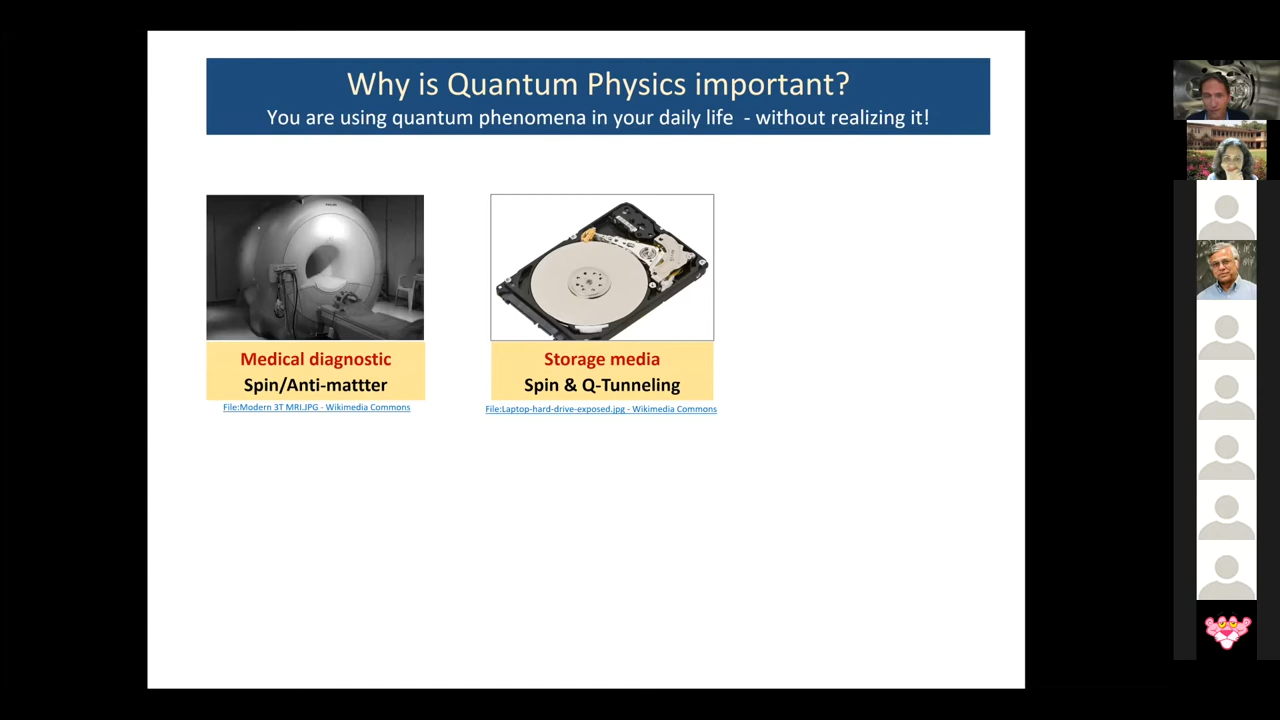 Why is Quantum Physics important?
You are using quantum phenomena in your daily life - without realizing it!
Medical diagnostic
Spin/Anti-mattter
File:Modern 3T MRI.JPG - Wikimedia Commons
Storage media
Spin & Q-Tunneling
File:Laptop-hard-drive-exposed.jpg - Wikimedia Commons